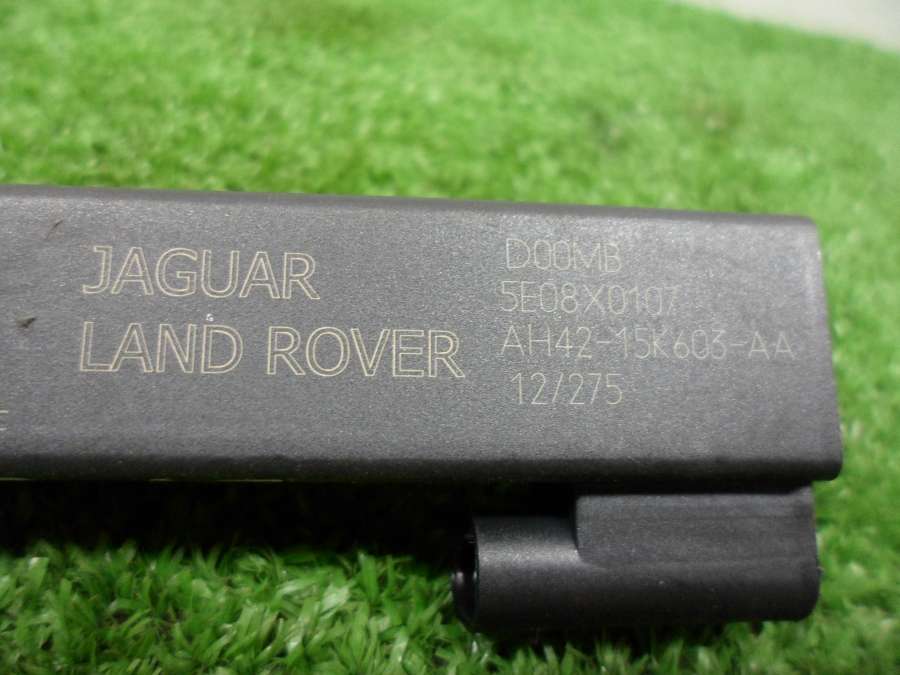 JAGUAR
LAND ROVER
D00MB
5E08X0107
AH42-15K603-AA
12/275